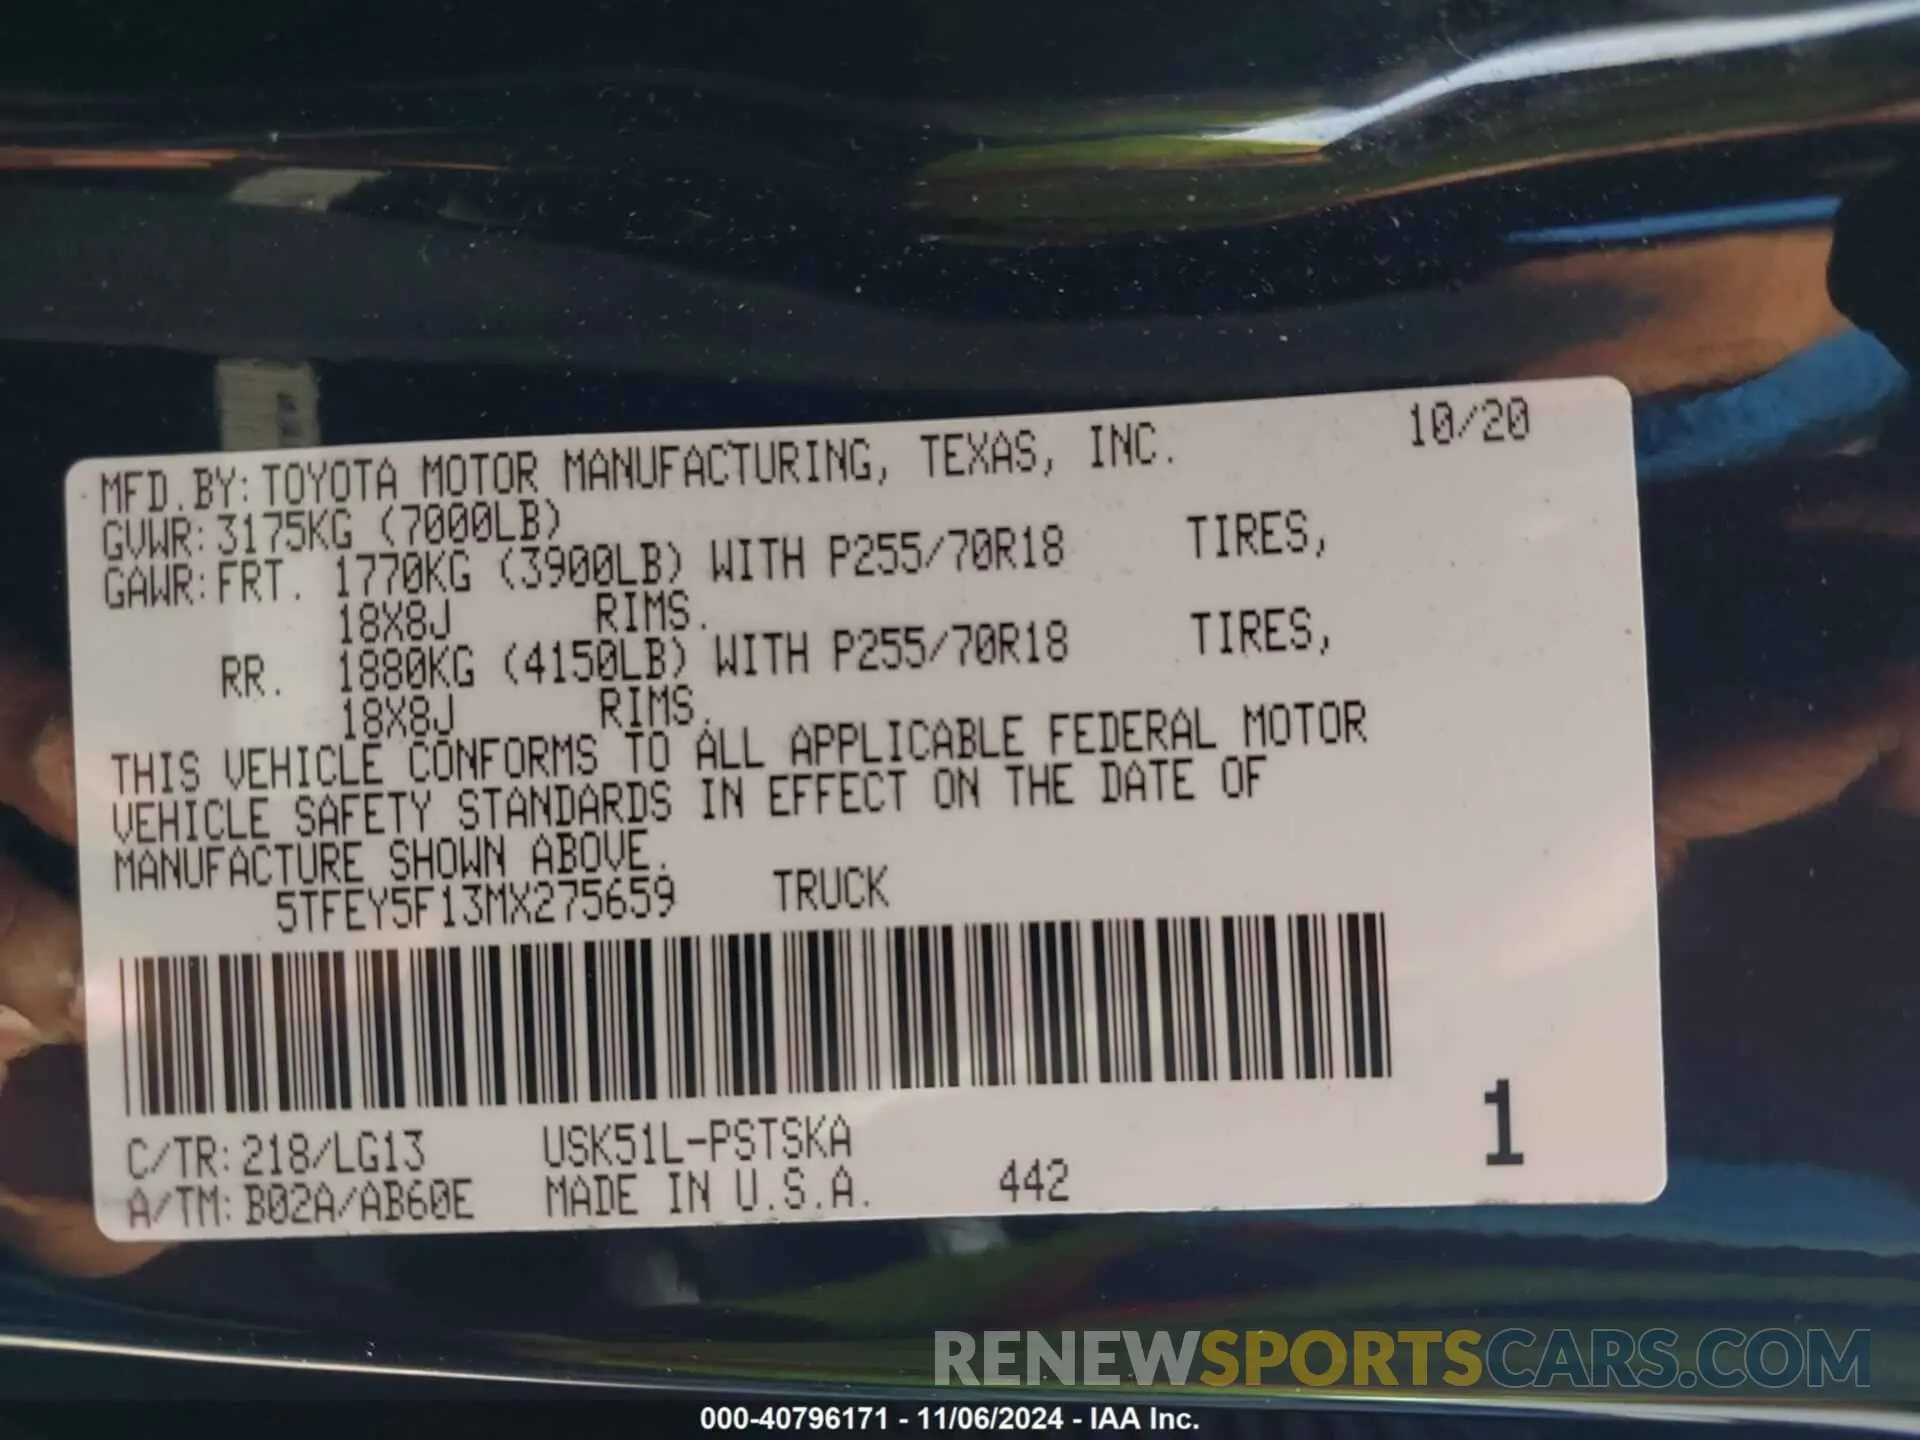 MFD.BY:TOYOTA MOTOR MANUFACTURING, TEXAS, INC. 10/20
GVWR:3175KG (7000LB)
GAWR:FRT. 1770KG (3900LB) WITH P255/70R18 TIRES,
18X8J RIMS.
RR. 1880KG (4150LB) WITH P255/70R18 TIRES,
18X8J RIMS.
THIS VEHICLE CONFORMS TO ALL APPLICABLE FEDERAL MOTOR
VEHICLE SAFETY STANDARDS IN EFFECT ON THE DATE OF
MANUFACTURE SHOWN ABOVE.
5TFEY5F13MX275659 TRUCK
C/TR:218/LG13 USK51L-PSTSKA
A/TM:B02A/AB60E MADE IN U.S.A. 442 1
RENEWSPORTSCARS.COM
000-40796171 - 11/06/2024 - IAA Inc.